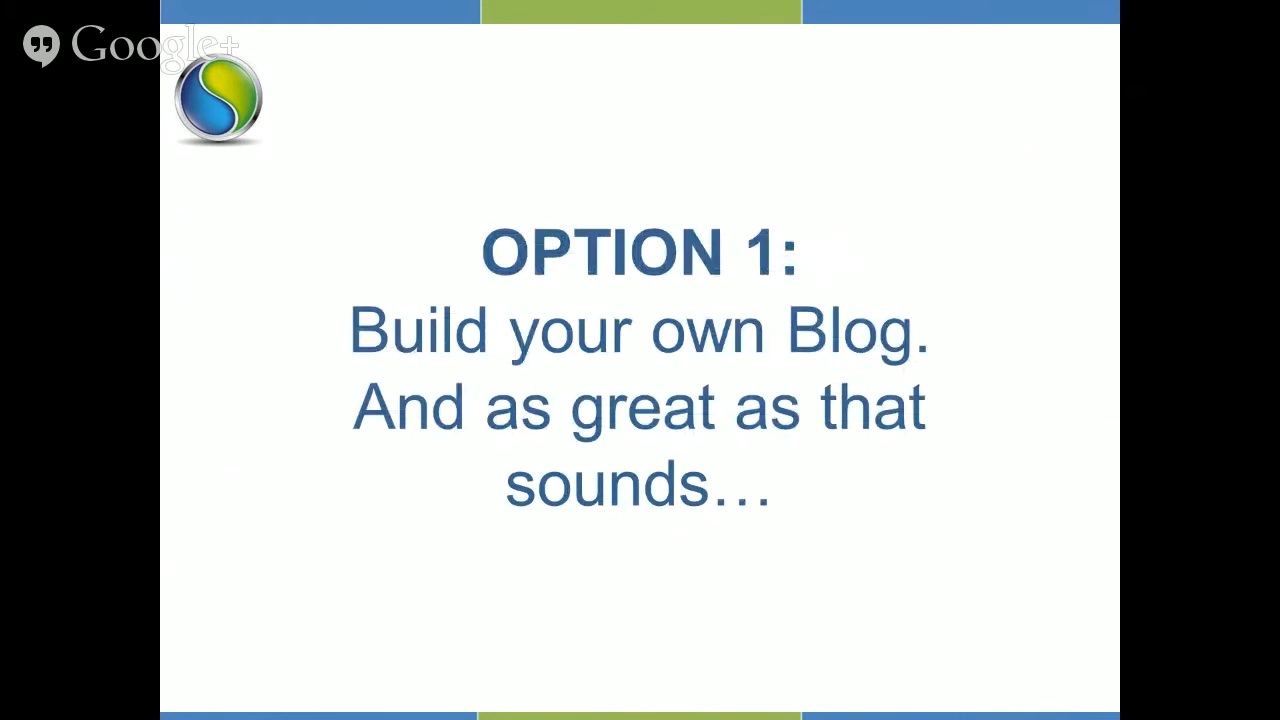 Google+
OPTION 1:
Build your own Blog.
And as great as that
sounds…